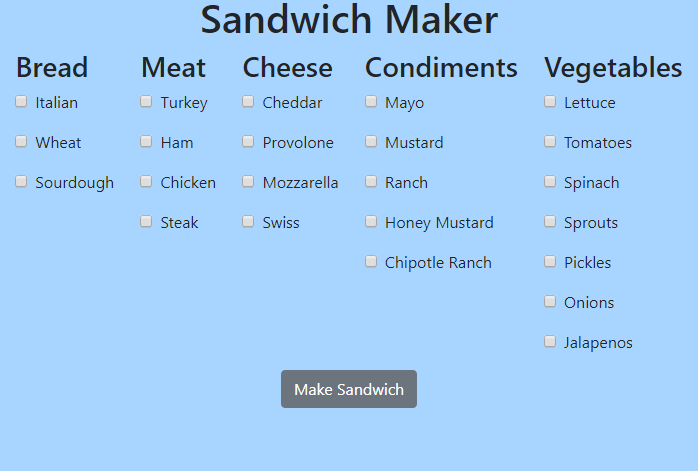 Sandwich Maker
Bread
Italian
Wheat
Sourdough
Meat
Turkey
Ham
Chicken
Steak
Cheese
Cheddar
Provolone
Mozzarella
Swiss
Condiments
Mayo
Mustard
Ranch
Honey Mustard
Chipotle Ranch
Vegetables
Lettuce
Tomatoes
Spinach
Sprouts
Pickles
Onions
Jalapenos
Make Sandwich